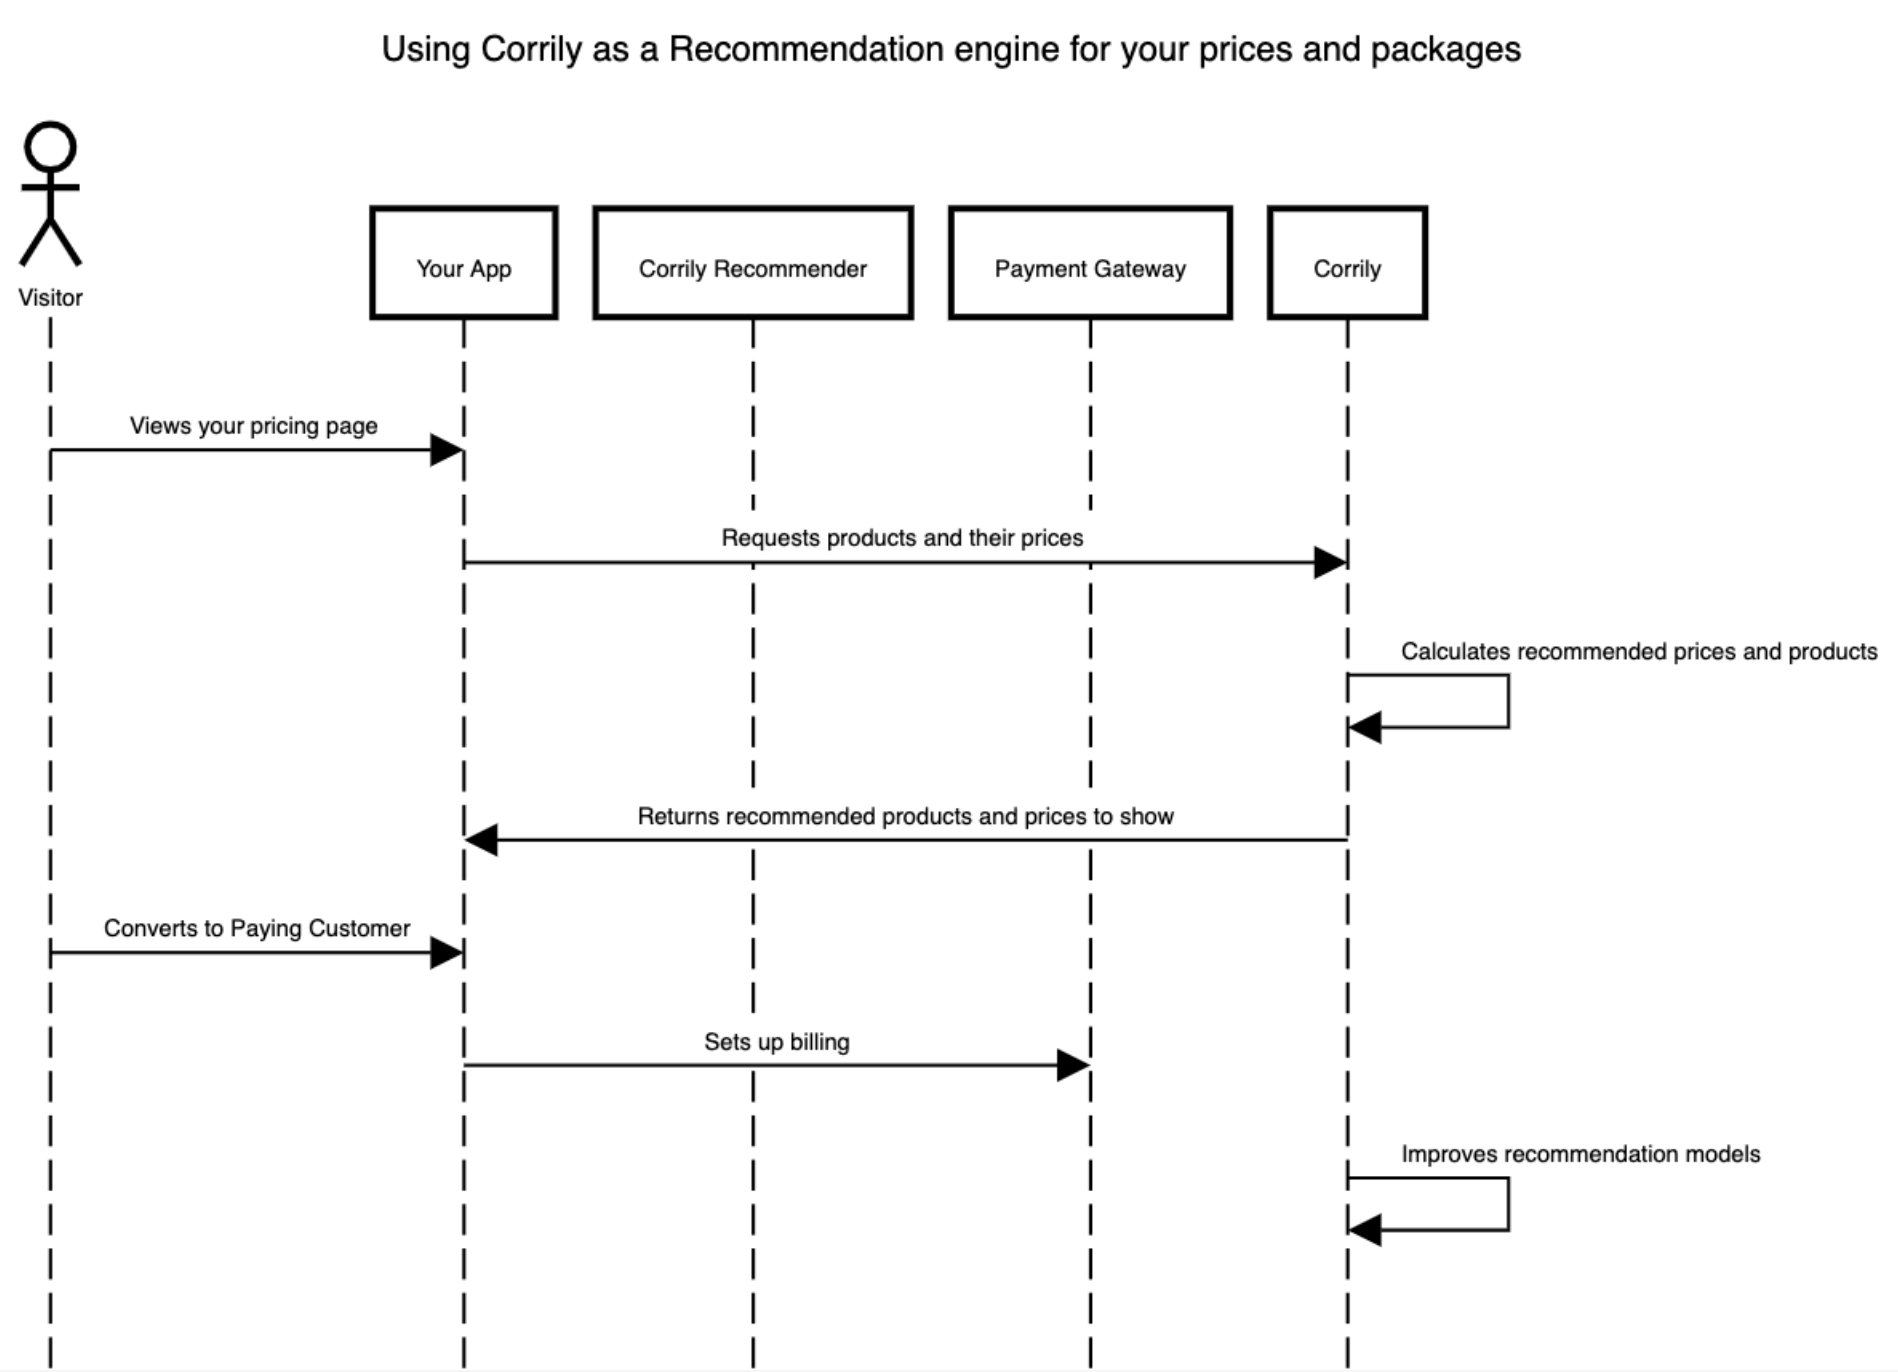 Using Corrily as a Recommendation engine for your prices and packages
Visitor
Your App
Corrily Recommender
Payment Gateway
Corrily
Views your pricing page
Requests products and their prices
Calculates recommended prices and products
Returns recommended products and prices to show
Converts to Paying Customer
Sets up billing
Improves recommendation models